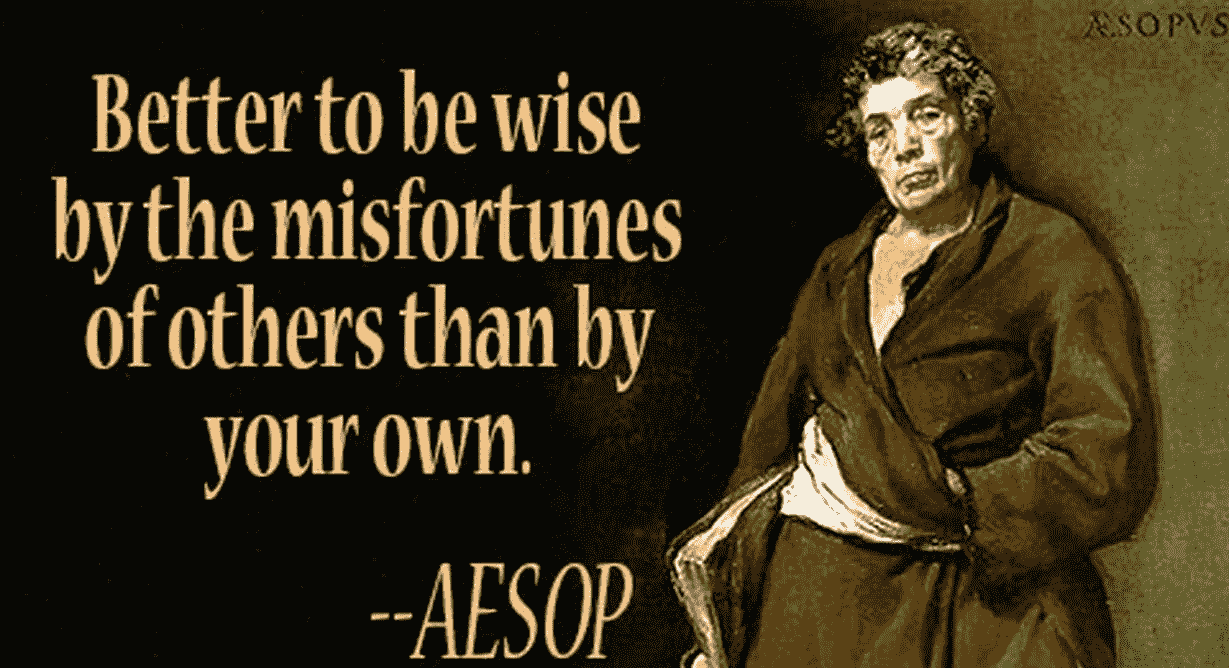 Better to be wise
by the misfortunes
of others than by
your own.
--AESOP
ÆSOPVS